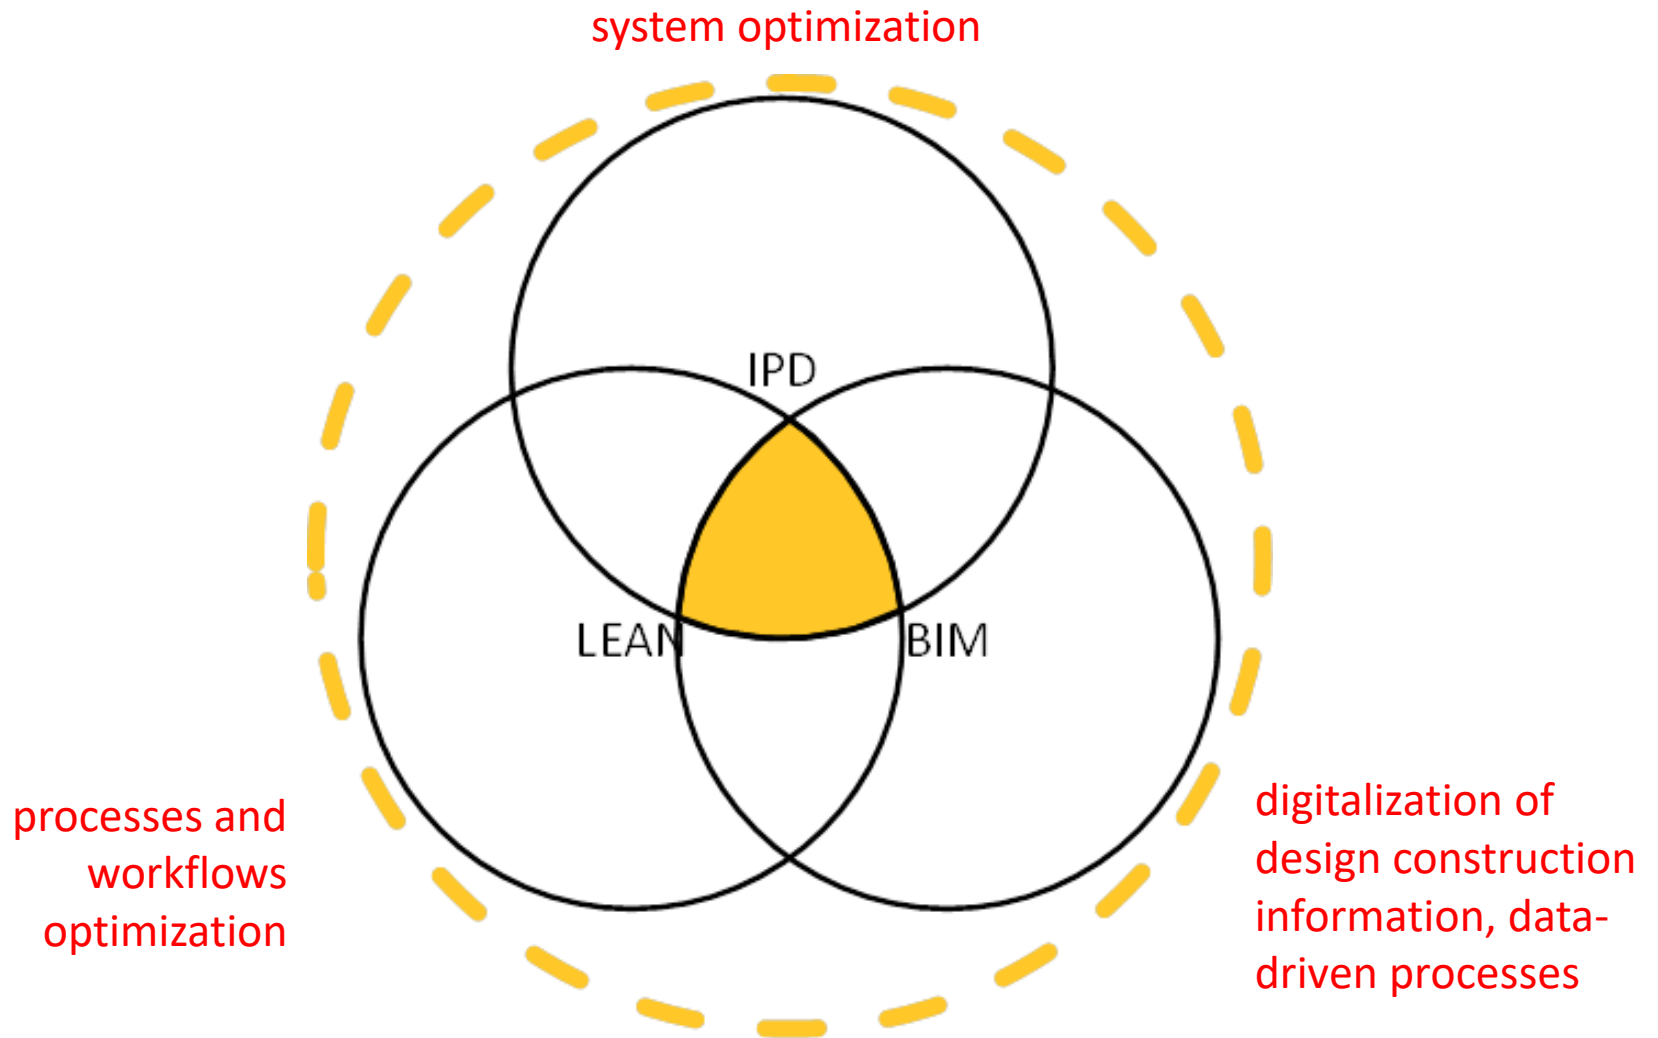 system optimization
IPD
LEAN
BIM
processes and
workflows
optimization
digitalization of
design construction
information, data-
driven processes